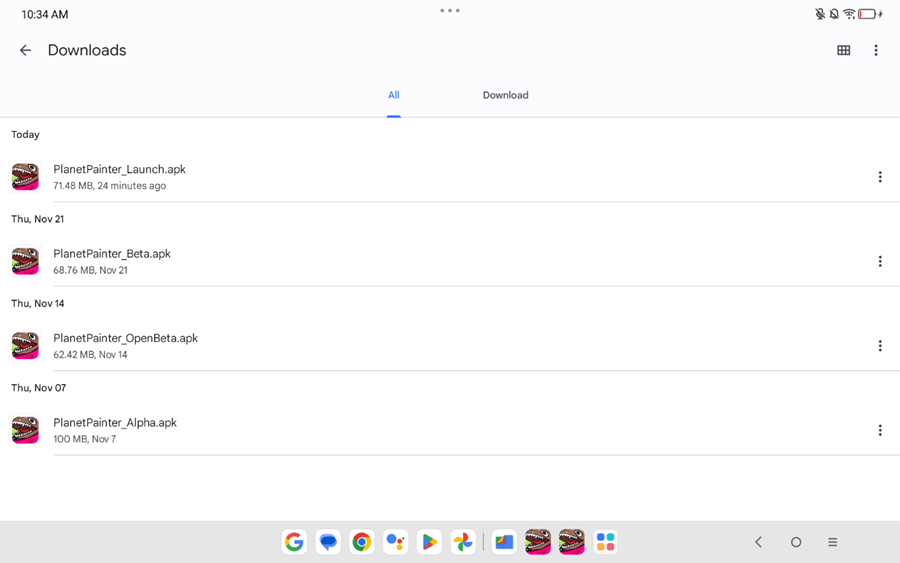 10:34 AM
Downloads
All
Download
Today
PlanetPainter_Launch.apk
71.48 MB, 24 minutes ago
Thu, Nov 21
PlanetPainter_Beta.apk
68.76 MB, Nov 21
Thu, Nov 14
PlanetPainter_OpenBeta.apk
62.42 MB, Nov 14
Thu, Nov 07
PlanetPainter_Alpha.apk
100 MB, Nov 7